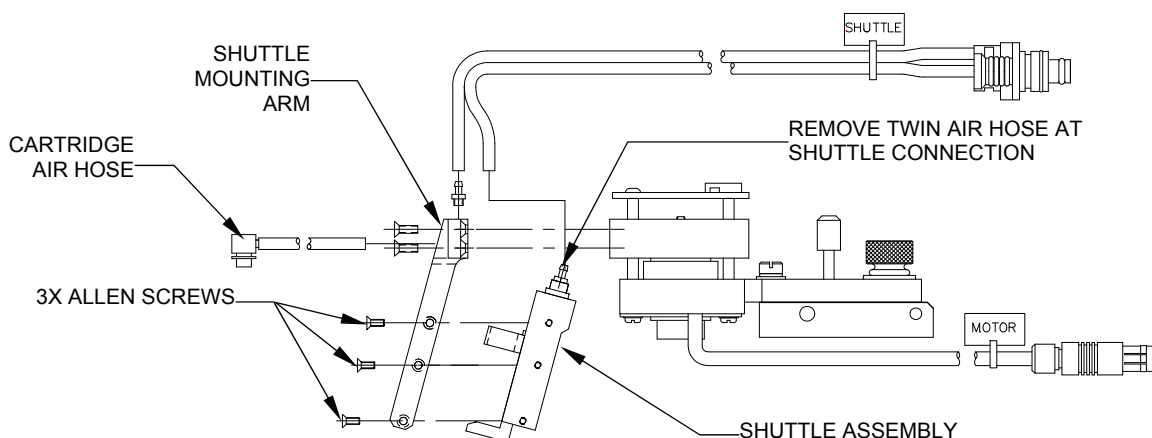 SHUTTLE
SHUTTLE
MOUNTING
ARM
REMOVE TWIN AIR HOSE AT
SHUTTLE CONNECTION
CARTRIDGE
AIR HOSE
3X ALLEN SCREWS
MOTOR
SHUTTLE ASSEMBLY